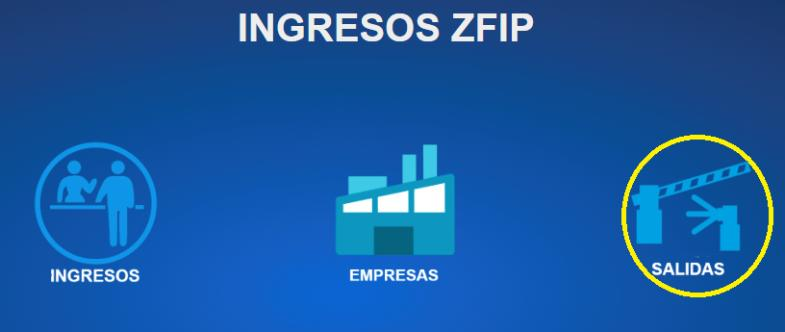 INGRESOS ZFIP
INGRESOS
EMPRESAS
SALIDAS